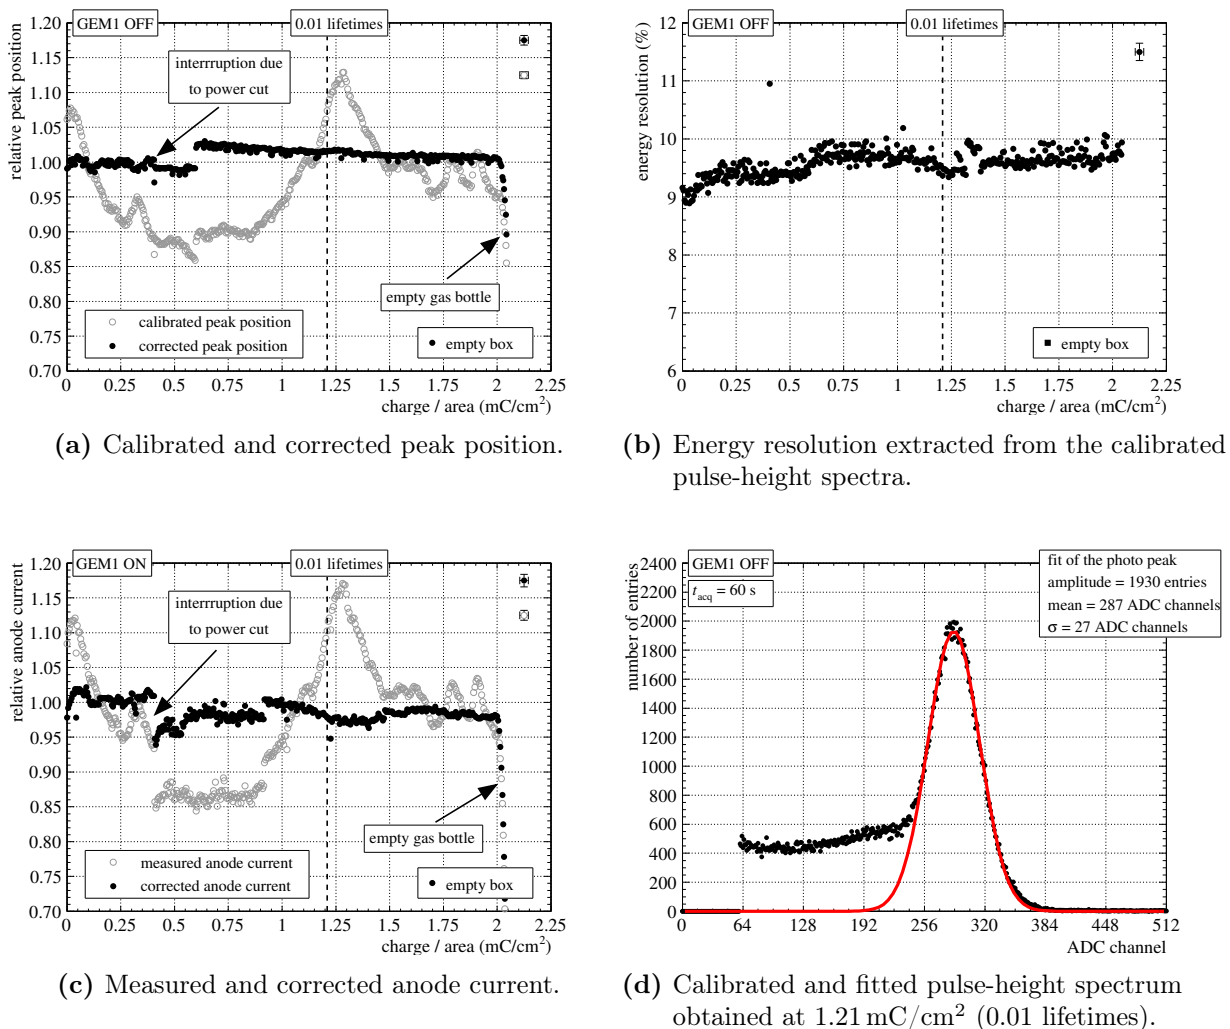 GEM1 OFF
0.01 lifetimes
1.20
1.15
1.10
1.05
1.00
0.95
0.90
0.85
0.80
0.75
0.70
relative peak position
interrruption due
to power cut
empty gas bottle
calibrated peak position
corrected peak position
empty box
0 0.25 0.5 0.75 1 1.25 1.5 1.75 2 2.25
charge / area (mC/cm²)
(a) Calibrated and corrected peak position.
GEM1 OFF
0.01 lifetimes
12
11
10
9
8
7
6
energy resolution (%)
empty box
0 0.25 0.5 0.75 1 1.25 1.5 1.75 2 2.25
charge / area (mC/cm²)
(b) Energy resolution extracted from the calibrated
pulse-height spectra.
GEM1 ON
0.01 lifetimes
1.20
1.15
1.10
1.05
1.00
0.95
0.90
0.85
0.80
0.75
0.70
relative anode current
interrruption due
to power cut
empty gas bottle
measured anode current
corrected anode current
empty box
0 0.25 0.5 0.75 1 1.25 1.5 1.75 2 2.25
charge / area (mC/cm²)
(c) Measured and corrected anode current.
GEM1 OFF
t_acq = 60 s
fit of the photo peak
amplitude = 1930 entries
mean = 287 ADC channels
σ = 27 ADC channels
2400
2200
2000
1800
1600
1400
1200
1000
800
600
400
200
0
number of entries
0 64 128 192 256 320 384 448 512
ADC channel
(d) Calibrated and fitted pulse-height spectrum
obtained at 1.21 mC/cm² (0.01 lifetimes).